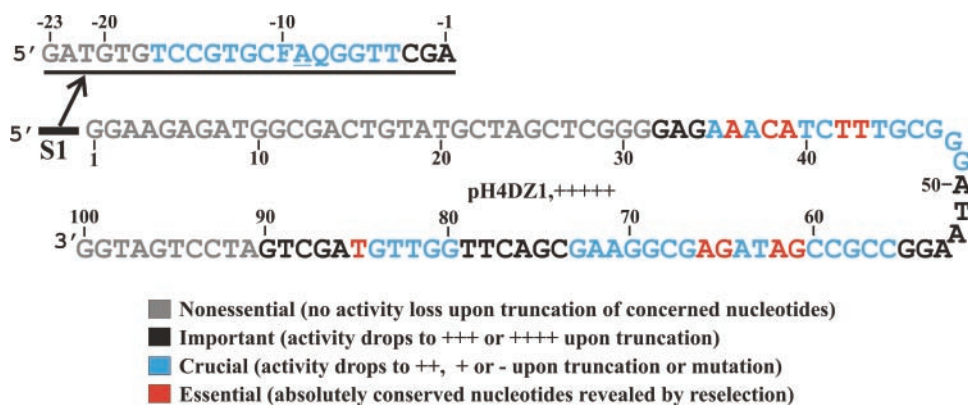 -23 -20 -10 -1
5' GATGTGTCCGTGCFAQGGTTCGA
5' GGAAGAGATGGCGACTGTATGCTAGCTCGGGGAGAAACATCTTTGCG
S1 1 10 20 30 40
G
G
50 A
T
A
pH4DZ1,+++++
100 90 80 70 60
3' GGTAGTCCTAGTCGATGTTGGTTCAGCGAAGGCGAGATAGCCGCCGGA
Nonessential (no activity loss upon truncation of concerned nucleotides)
Important (activity drops to +++ or ++++ upon truncation)
Crucial (activity drops to ++, + or - upon truncation or mutation)
Essential (absolutely conserved nucleotides revealed by reselection)